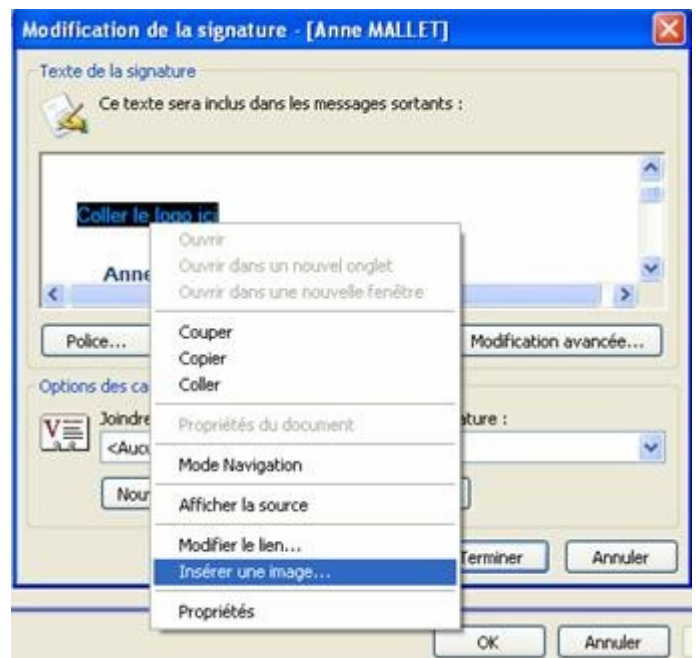 Modification de la signature - [Anne MALLET]
Texte de la signature
Ce texte sera inclus dans les messages sortants :
Coller le logo ici
Ouvrir
Ouvrir dans un nouvel onglet
Anne
Ouvrir dans une nouvelle fenêtre
Couper
Police...
Modification avancée...
Copier
Coller
Options des ca
Joindre
ature :
Propriétés du document
<Aucu
Mode Navigation
Nouv
Afficher la source
Modifier le lien...
Terminer
Annuler
Insérer une image...
Propriétés
OK
Annuler